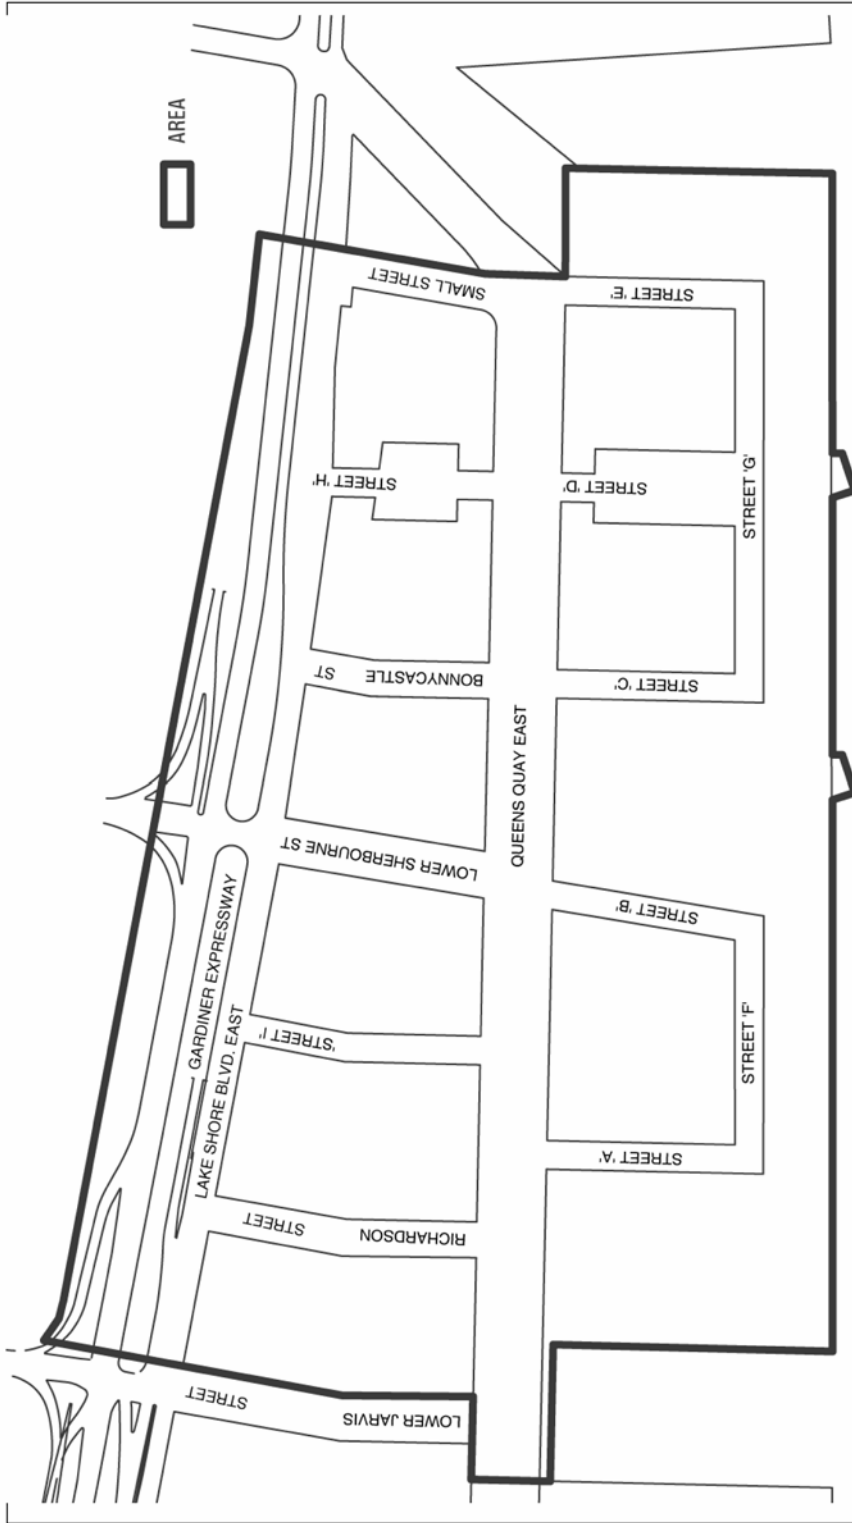 AREA
SMALL STREET
STREET 'E'
STREET 'H'
STREET 'D'
STREET 'G'
BONNYCASTLE
ST
STREET 'C'
QUEENS QUAY EAST
LOWER SHERBOURNE ST
STREET 'B'
GARDINER EXPRESSWAY
LAKE SHORE BLVD. EAST
'STREET I'
STREET 'F'
STREET 'A'
RICHARDSON
STREET
LOWER JARVIS
STREET